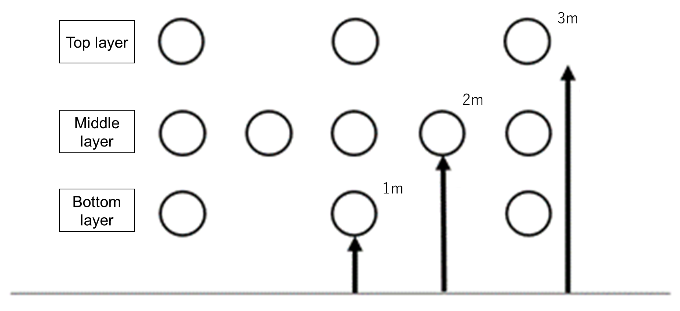 3m
Top layer
2m
Middle
layer
1m
Bottom
layer